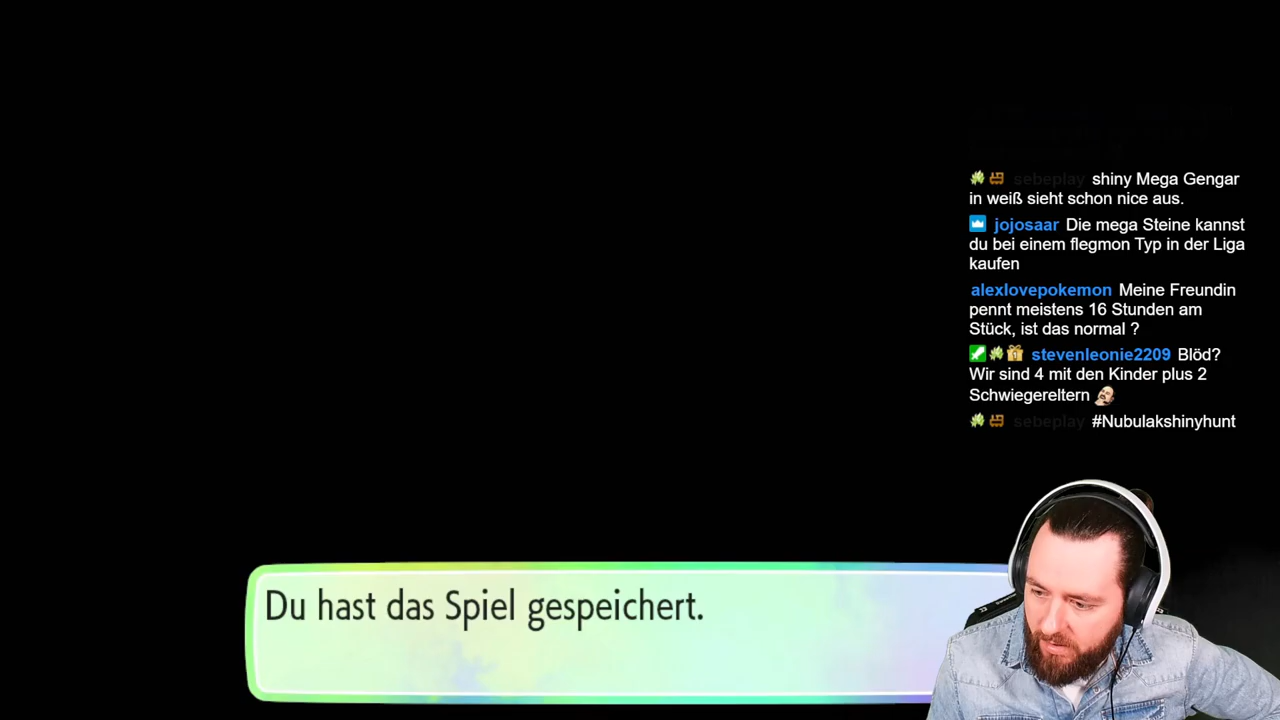 sebeplay shiny Mega Gengar
in weiß sieht schon nice aus.
jojosaar Die mega Steine kannst
du bei einem flegmon Typ in der Liga
kaufen
alexlovepokemon Meine Freundin
pennt meistens 16 Stunden am
Stück, ist das normal ?
stevenleonie2209 Blöd?
Wir sind 4 mit den Kinder plus 2
Schwiegereltern
sebeplay #Nubulakshinyhunt
Du hast das Spiel gespeichert.